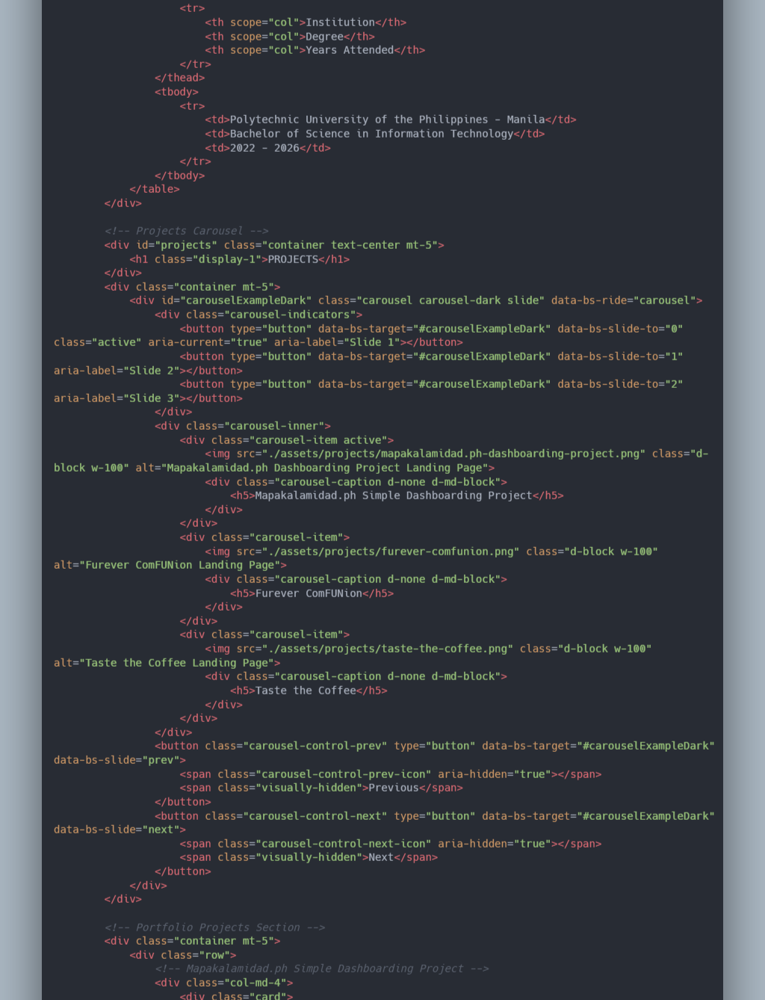 <tr>
<th scope="col">Institution</th>
<th scope="col">Degree</th>
<th scope="col">Years Attended</th>
</tr>
</thead>
<tbody>
<tr>
<td>Polytechnic University of the Philippines - Manila</td>
<td>Bachelor of Science in Information Technology</td>
<td>2022 - 2026</td>
</tr>
</tbody>
</table>
</div>
<!-- Projects Carousel -->
<div id="projects" class="container text-center mt-5">
<h1 class="display-1">PROJECTS</h1>
</div>
<div class="container mt-5">
<div id="carouselExampleDark" class="carousel carousel-dark slide" data-bs-ride="carousel">
<div class="carousel-indicators">
<button type="button" data-bs-target="#carouselExampleDark" data-bs-slide-to="0"
class="active" aria-current="true" aria-label="Slide 1"></button>
<button type="button" data-bs-target="#carouselExampleDark" data-bs-slide-to="1"
aria-label="Slide 2"></button>
<button type="button" data-bs-target="#carouselExampleDark" data-bs-slide-to="2"
aria-label="Slide 3"></button>
</div>
<div class="carousel-inner">
<div class="carousel-item active">
<img src="./assets/projects/mapakalamidad.ph-dashboarding-project.png" class="d-
block w-100" alt="Mapakalamidad.ph Dashboarding Project Landing Page">
<div class="carousel-caption d-none d-md-block">
<h5>Mapakalamidad.ph Simple Dashboarding Project</h5>
</div>
</div>
<div class="carousel-item">
<img src="./assets/projects/furever-comfunion.png" class="d-block w-100"
alt="Furever ComFUNion Landing Page">
<div class="carousel-caption d-none d-md-block">
<h5>Furever ComFUNion</h5>
</div>
</div>
<div class="carousel-item">
<img src="./assets/projects/taste-the-coffee.png" class="d-block w-100"
alt="Taste the Coffee Landing Page">
<div class="carousel-caption d-none d-md-block">
<h5>Taste the Coffee</h5>
</div>
</div>
</div>
<button class="carousel-control-prev" type="button" data-bs-target="#carouselExampleDark"
data-bs-slide="prev">
<span class="carousel-control-prev-icon" aria-hidden="true"></span>
<span class="visually-hidden">Previous</span>
</button>
<button class="carousel-control-next" type="button" data-bs-target="#carouselExampleDark"
data-bs-slide="next">
<span class="carousel-control-next-icon" aria-hidden="true"></span>
<span class="visually-hidden">Next</span>
</button>
</div>
</div>
<!-- Portfolio Projects Section -->
<div class="container mt-5">
<div class="row">
<!-- Mapakalamidad.ph Simple Dashboarding Project -->
<div class="col-md-4">
<div class="card">